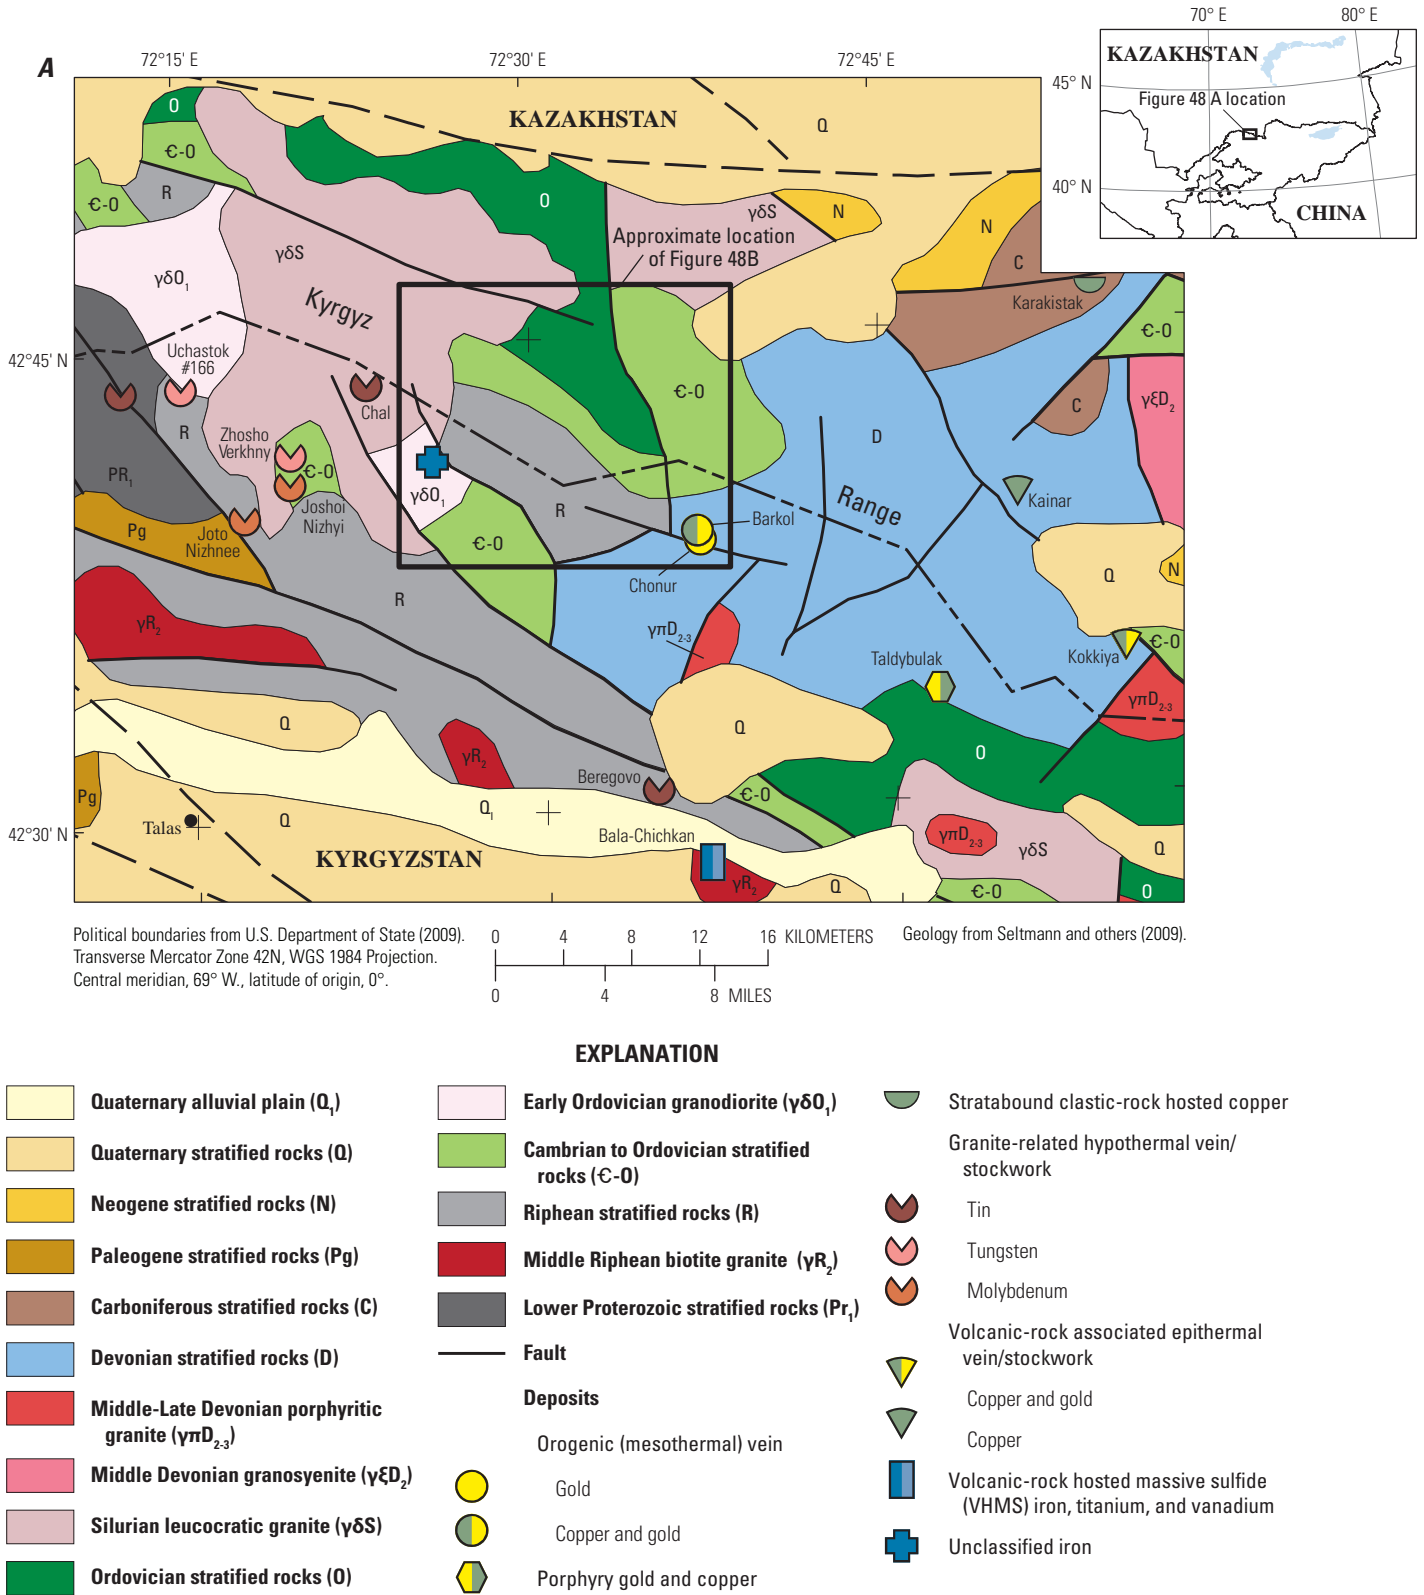 A
72°15' E
72°30' E
72°45' E
70° E
80° E
KAZAKHSTAN
45° N
Figure 48 A location
40° N
CHINA
O
KAZAKHSTAN
Q
Є-O
R
Є-O
O
γδS
N
N
γδS
Approximate location
of Figure 48B
C
γδO₁
Karakistak
Kyrgyz
Є-O
42°45' N
Uchastok
#166
Є-O
γξD₂
Chal
C
R
Zhosho
Verkhny
D
PR₁
Є-O
γδO₁
Range
Kainar
Joshoi
Nizhyi
R
Barkol
Pg
Joto
Nizhnee
Є-O
Q
N
Chonur
R
γR₂
γπD₂₋₃
Є-O
Taldybulak
Kokkiya
γπD₂₋₃
Q
Q
O
γR₂
Beregovo
Pg
Є-O
Q₁
Talas
Q
42°30' N
Bala-Chichkan
γπD₂₋₃
γδS
Q
KYRGYZSTAN
γR₂
Q
Є-O
O
Political boundaries from U.S. Department of State (2009).
Transverse Mercator Zone 42N, WGS 1984 Projection.
Central meridian, 69° W., latitude of origin, 0°.
0 4 8 12 16 KILOMETERS
0 4 8 MILES
Geology from Seltmann and others (2009).
EXPLANATION
Quaternary alluvial plain (Q₁)
Quaternary stratified rocks (Q)
Neogene stratified rocks (N)
Paleogene stratified rocks (Pg)
Carboniferous stratified rocks (C)
Devonian stratified rocks (D)
Middle-Late Devonian porphyritic
granite (γπD₂₋₃)
Middle Devonian granosyenite (γξD₂)
Silurian leucocratic granite (γδS)
Ordovician stratified rocks (O)
Early Ordovician granodiorite (γδO₁)
Cambrian to Ordovician stratified
rocks (Є-O)
Riphean stratified rocks (R)
Middle Riphean biotite granite (γR₂)
Lower Proterozoic stratified rocks (Pr₁)
Fault
Deposits
Orogenic (mesothermal) vein
Gold
Copper and gold
Porphyry gold and copper
Stratabound clastic-rock hosted copper
Granite-related hypothermal vein/
stockwork
Tin
Tungsten
Molybdenum
Volcanic-rock associated epithermal
vein/stockwork
Copper and gold
Copper
Volcanic-rock hosted massive sulfide
(VHMS) iron, titanium, and vanadium
Unclassified iron